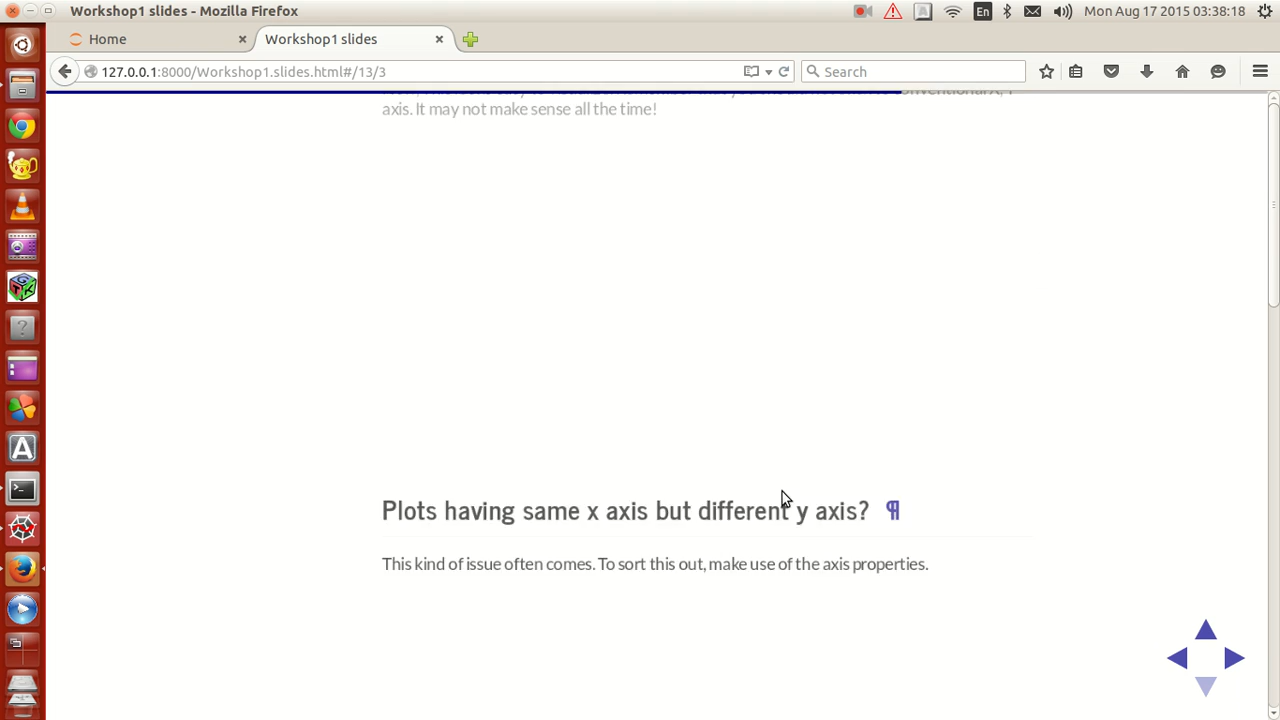 Workshop1 slides - Mozilla Firefox
En
Mon Aug 17 2015 03:38:18
Home
Workshop1 slides
127.0.0.1:8000/Workshop1.slides.html#/13/3
Search
axis. It may not make sense all the time!
Plots having same x axis but different y axis? ¶
This kind of issue often comes. To sort this out, make use of the axis properties.